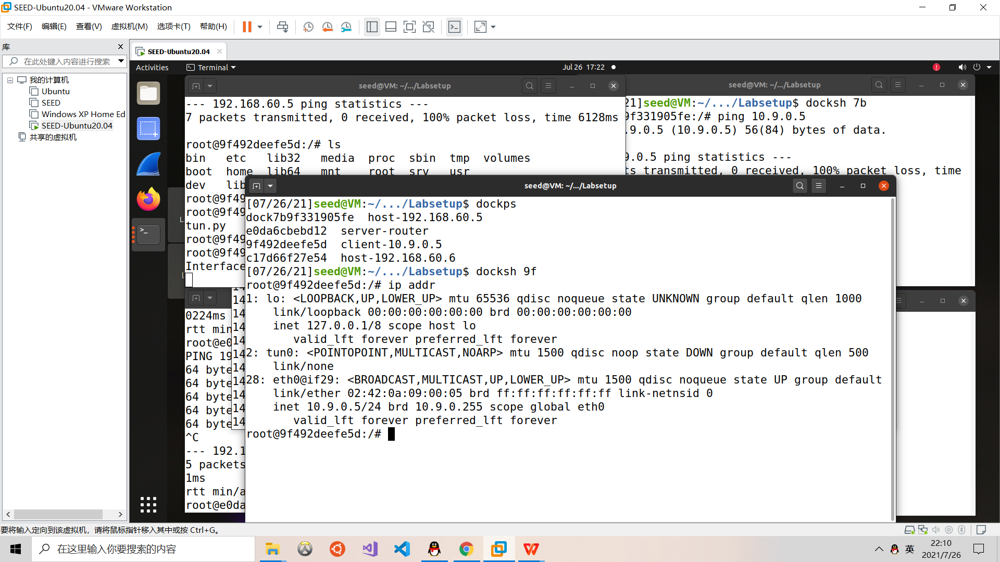 SEED-Ubuntu20.04 - VMware Workstation
文件(F) 编辑(E) 查看(V) 虚拟机(M) 选项卡(T) 帮助(H)
库
在此处键入内容进行搜索
我的计算机
Ubuntu
SEED
Windows XP Home Ed
SEED-Ubuntu20.04
共享的虚拟机
SEED-Ubuntu20.04
Activities Terminal Jul 26 17:22
seed@VM: ~/.../Labsetup
--- 192.168.60.5 ping statistics ---
7 packets transmitted, 0 received, 100% packet loss, time 6128ms
root@9f492deefe5d:/# ls
bin etc lib32 media proc sbin tmp volumes
boot home lib64 mnt root srv usr
dev lib
root@9f49
root@9f49
tun.py
root@9f49
root@9f49
Interface
seed@VM: ~/.../Labsetup
21]seed@VM:~/.../Labsetup$ docksh 7b
9f331905fe:/# ping 10.9.0.5
.9.0.5 (10.9.0.5) 56(84) bytes of data.
9.0.5 ping statistics ---
ts transmitted, 0 received, 100% packet loss, time
seed@VM: ~/.../Labsetup
[07/26/21]seed@VM:~/.../Labsetup$ dockps
dock7b9f331905fe host-192.168.60.5
e0da6cbebd12 server-router
9f492deefe5d client-10.9.0.5
c17d66f27e54 host-192.168.60.6
[07/26/21]seed@VM:~/.../Labsetup$ docksh 9f
root@9f492deefe5d:/# ip addr
1: lo: <LOOPBACK,UP,LOWER_UP> mtu 65536 qdisc noqueue state UNKNOWN group default qlen 1000
link/loopback 00:00:00:00:00:00 brd 00:00:00:00:00:00
inet 127.0.0.1/8 scope host lo
valid_lft forever preferred_lft forever
2: tun0: <POINTOPOINT,MULTICAST,NOARP> mtu 1500 qdisc noop state DOWN group default qlen 500
link/none
28: eth0@if29: <BROADCAST,MULTICAST,UP,LOWER_UP> mtu 1500 qdisc noqueue state UP group default
link/ether 02:42:0a:09:00:05 brd ff:ff:ff:ff:ff:ff link-netnsid 0
inet 10.9.0.5/24 brd 10.9.0.255 scope global eth0
valid_lft forever preferred_lft forever
root@9f492deefe5d:/#
0224ms
rtt min
root@e0
PING 19
64 byte
64 byte
64 byte
64 byte
64 byte
^C
--- 192.1
5 packets
1ms
rtt min/a
root@e0da
14
14
14
14
14
14
14
14
14
14
要将输入定向到该虚拟机，请将鼠标指针移入其中或按 Ctrl+G。
在这里输入你要搜索的内容
英
22:10
2021/7/26